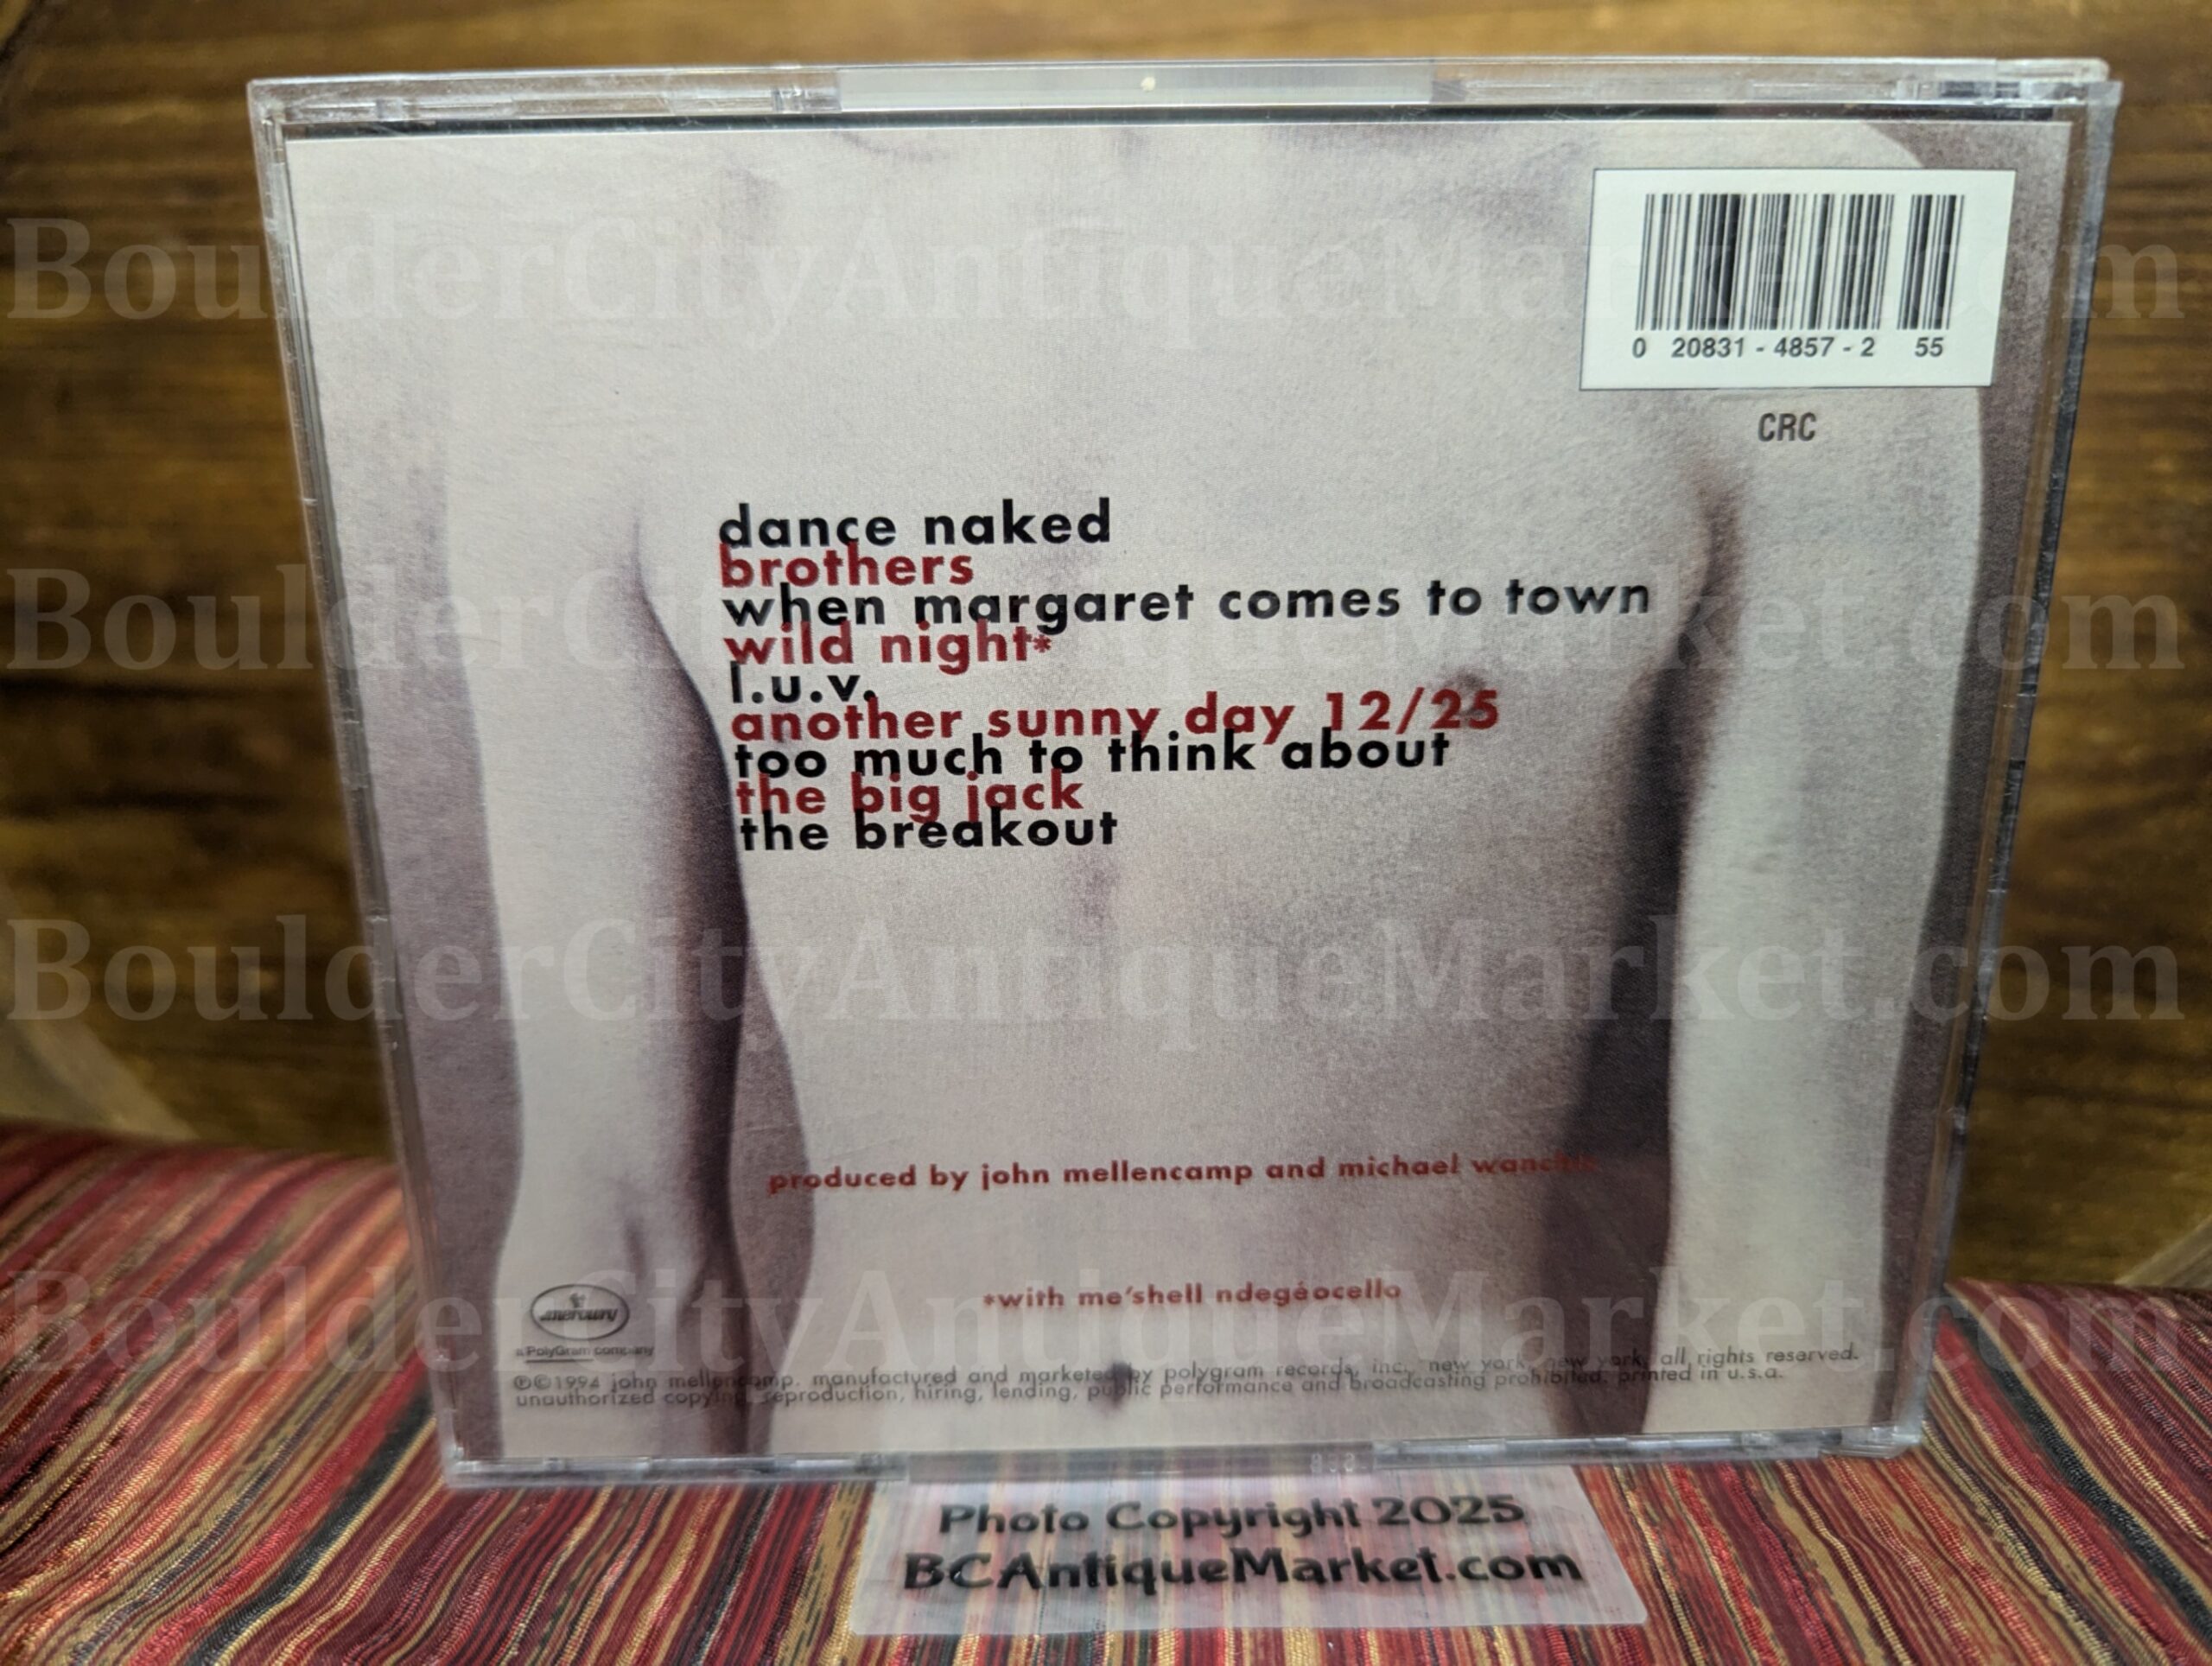 0 20831 - 4857 - 2 55
CRC
dance naked
brothers
when margaret comes to town
wild night*
l.u.v.
another sunny day 12/25
too much to think about
the big jack
the breakout
produced by john mellencamp and michael wanchic
*with me'shell ndegéocello
mercury
a PolyGram company
℗©1994 john mellencamp. manufactured and marketed by polygram records, inc., new york, new york, all rights reserved.
unauthorized copying, reproduction, hiring, lending, public performance and broadcasting prohibited. printed in u.s.a.
Photo Copyright 2025
BCAntiqueMarket.com
BoulderCityAntiqueMarket.com
BoulderCityAntiqueMarket.com
BoulderCityAntiqueMarket.com
BoulderCityAntiqueMarket.com